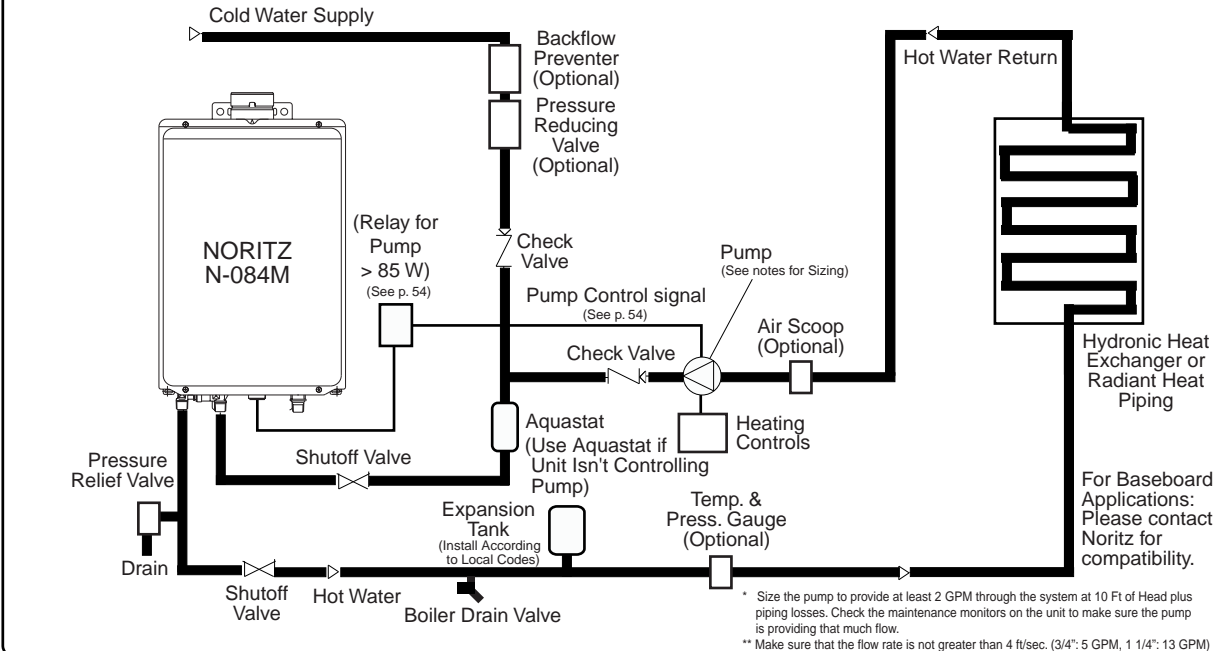 Cold Water Supply
Backflow
Preventer
(Optional)
Pressure
Reducing
Valve
(Optional)
Hot Water Return
NORITZ
N-084M
(Relay for
Pump
> 85 W)
(See p. 54)
Check
Valve
Pump
(See notes for Sizing)
Pump Control signal
(See p. 54)
Air Scoop
(Optional)
Check Valve
Hydronic Heat
Exchanger or
Radiant Heat
Piping
Aquastat
(Use Aquastat if
Unit Isn't Controlling
Pump)
Heating
Controls
Shutoff Valve
Pressure
Relief Valve
Expansion
Tank
(Install According
to Local Codes)
Temp. &
Press. Gauge
(Optional)
For Baseboard
Applications:
Please contact
Noritz for
compatibility.
Drain
Shutoff
Valve
Hot Water
Boiler Drain Valve
* Size the pump to provide at least 2 GPM through the system at 10 Ft of Head plus
piping losses. Check the maintenance monitors on the unit to make sure the pump
is providing that much flow.
** Make sure that the flow rate is not greater than 4 ft/sec. (3/4": 5 GPM, 1 1/4": 13 GPM)